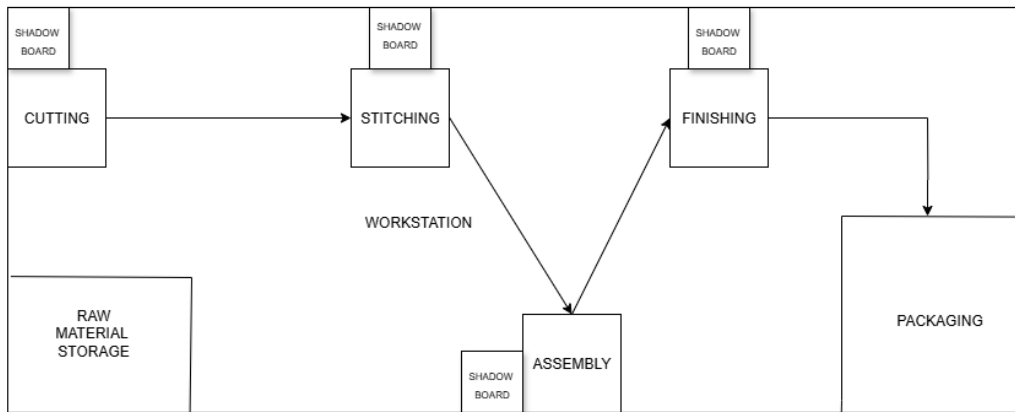 SHADOW
BOARD
SHADOW
BOARD
SHADOW
BOARD
CUTTING
STITCHING
FINISHING
WORKSTATION
RAW
MATERIAL
STORAGE
PACKAGING
ASSEMBLY
SHADOW
BOARD